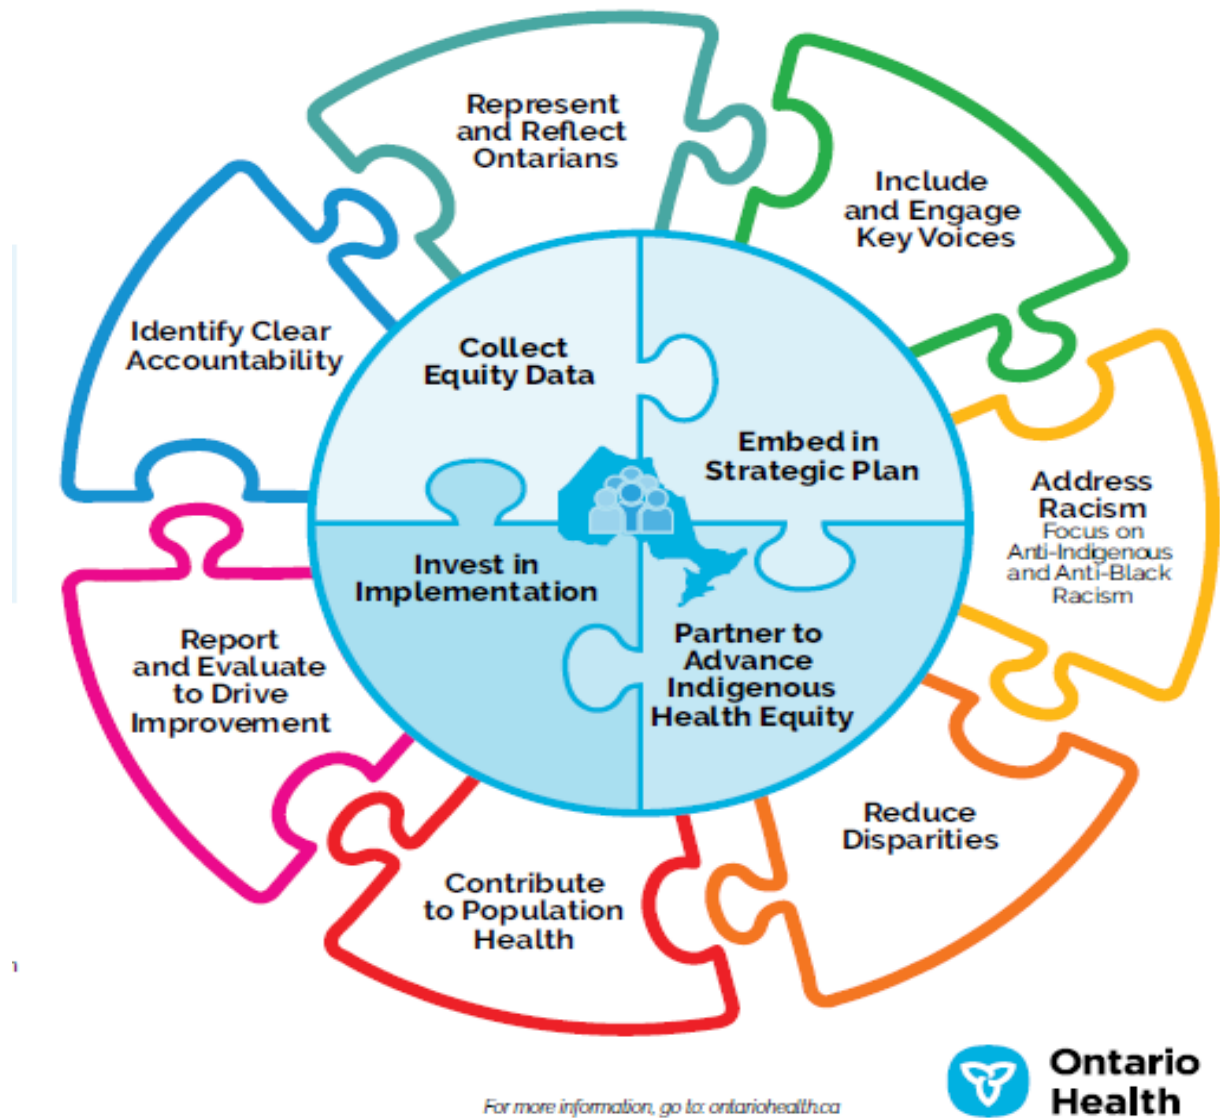 Represent
and Reflect
Ontarians
Include
and Engage
Key Voices
Identify Clear
Accountability
Collect
Equity Data
Embed in
Strategic Plan
Address
Racism
Focus on
Anti-Indigenous
and Anti-Black
Racism
Invest in
Implementation
Partner to
Advance
Indigenous
Health Equity
Report
and Evaluate
to Drive
Improvement
Reduce
Disparities
Contribute
to Population
Health
Ontario
Health
For more information, go to: ontariohealth.ca